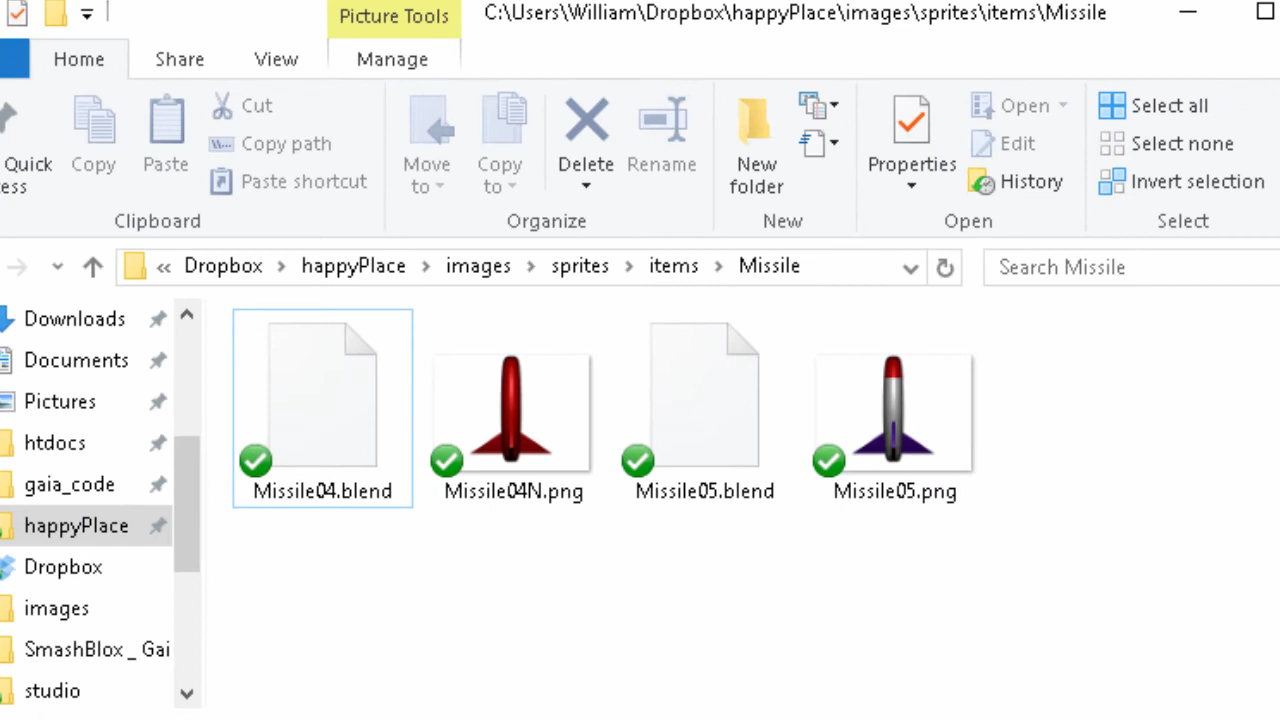 Picture Tools
C:\Users\William\Dropbox\happyPlace\images\sprites\items\Missile
Home
Share
View
Manage
Quick
ess
Copy
Paste
Cut
Copy path
Paste shortcut
Clipboard
Move
to
Copy
to
Delete
Rename
Organize
New
folder
New
Properties
Open
Edit
History
Open
Select all
Select none
Invert selection
Select
« Dropbox > happyPlace > images > sprites > items > Missile
Search Missile
Downloads
Documents
Pictures
htdocs
gaia_code
happyPlace
Dropbox
images
SmashBlox _ Gai
studio
Missile04.blend
Missile04N.png
Missile05.blend
Missile05.png